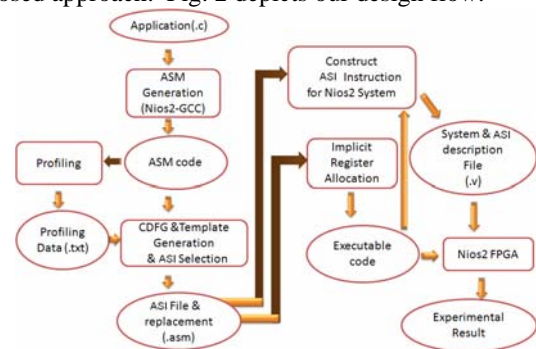 osed approach. Fig. 2 depicts our design flow.
Application(.c)
ASM
Generation
(Nios2-GCC)
Profiling
ASM code
Profiling
Data (.txt)
CDFG &Template
Generation
& ASI Selection
ASI File &
replacement
(.asm)
Construct
ASI Instruction
for Nios2 System
Implicit
Register
Allocation
System & ASI
description
File
(.v)
Executable
code
Nios2 FPGA
Experimental
Result